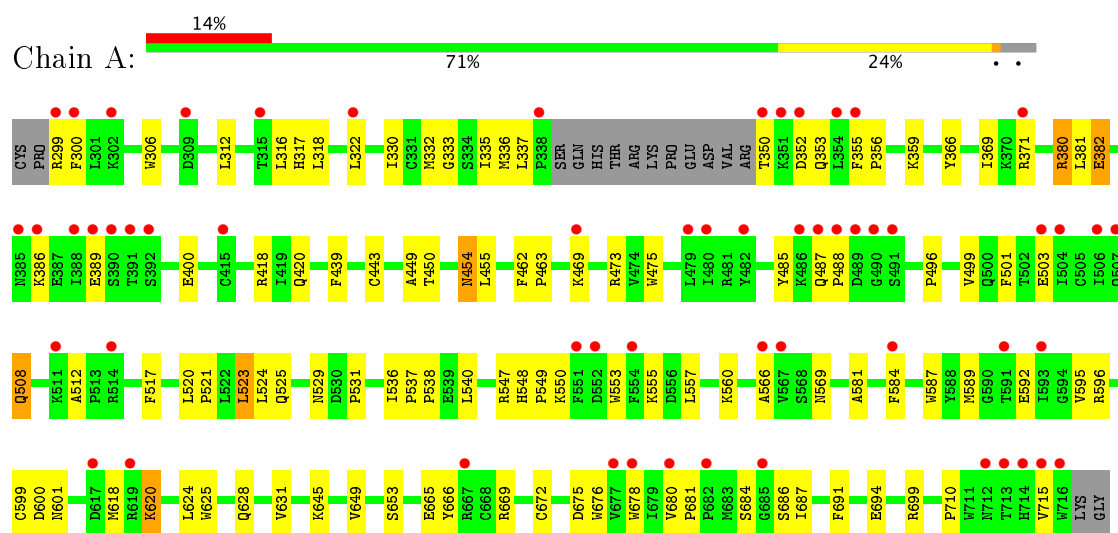 14%
Chain A:
71% 24% • •
CYS PRO R299 F300 L301 K302 W306 D309 L312 T315 L316 H317 L318 L322 I330 C331 M332 G333 S334 I335 M336 L337 P338 SER GLN HIS THR ARG LYS PRO GLU ASP VAL ARG T350 K351 D352 Q353 L354 F355 P356 K359 Y366 I369 K370 R371 R380 L381 E382
N385 K386 E387 I388 E389 S390 T391 S392 E400 C415 R418 I419 Q420 F439 C443 A449 T450 N454 L455 F462 P463 K469 R473 V474 W475 L479 I480 R481 Y482 Y485 K486 Q487 P488 D489 G490 S491 P496 V499 Q500 F501 T502 E503 I504 C505 I506
Q508 K511 A512 P513 R514 F517 L520 P521 L522 L523 L524 Q525 N529 D530 P531 I536 P537 P538 E539 L540 R547 H548 P549 K550 F551 D552 W553 F554 K555 D556 L557 K560 A566 V567 S568 N569 A581 F584 W587 Y588 M589 G590 T591 E592 I593 G594 V595 R596
C599 D600 N601 D617 M618 R619 K620 L624 W625 Q628 V631 K645 V649 S653 E665 Y666 R667 C668 R669 C672 D675 W676 V677 W678 I679 V680 P681 P682 M683 S684 G685 S686 I687 F691 E694 R699 P710 W711 N712 T713 H714 V715 W716 LYS GLY